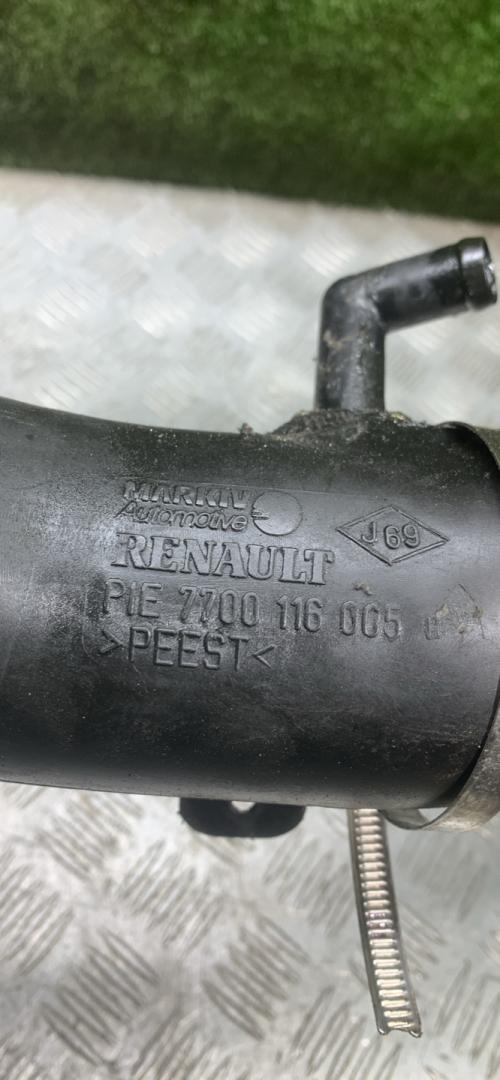 MARKIV
Automotive
J69
RENAULT
PIE 7700 116 005
>PEEST<